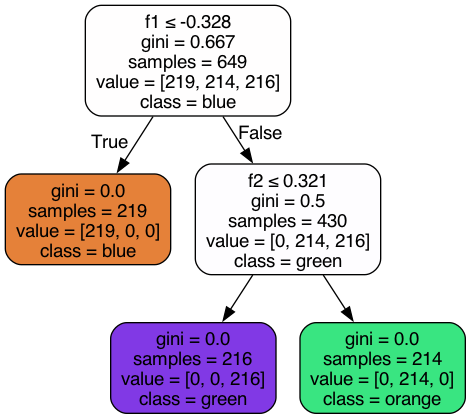 f1 ≤ -0.328
gini = 0.667
samples = 649
value = [219, 214, 216]
class = blue
True
False
gini = 0.0
samples = 219
value = [219, 0, 0]
class = blue
f2 ≤ 0.321
gini = 0.5
samples = 430
value = [0, 214, 216]
class = green
gini = 0.0
samples = 216
value = [0, 0, 216]
class = green
gini = 0.0
samples = 214
value = [0, 214, 0]
class = orange